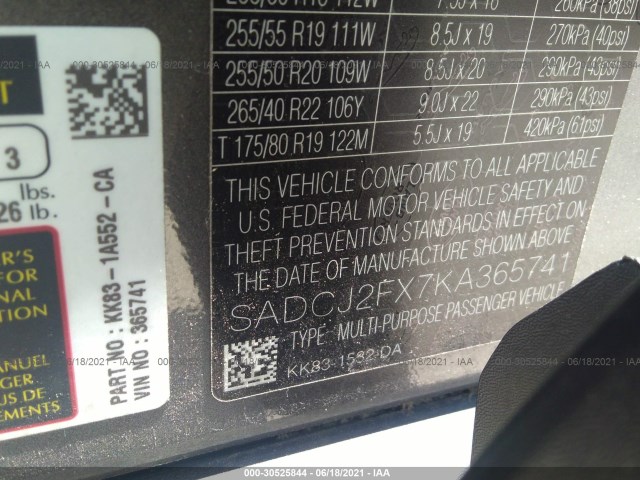 255/55 R19 111W 8.5J x 19 270kPa (40psi)
255/50 R20 109W 8.5J x 20 290kPa (43psi)
265/40 R22 106Y 9.0J x 22 290kPa (43psi)
T 175/80 R19 122M 5.5J x 19 420kPa (61psi)
THIS VEHICLE CONFORMS TO ALL APPLICABLE
U.S. FEDERAL MOTOR VEHICLE SAFETY AND
THEFT PREVENTION STANDARDS IN EFFECT ON
THE DATE OF MANUFACTURE SHOWN ABOVE
SADCJ2FX7KA365741
TYPE: MULTI-PURPOSE PASSENGER VEHICLE
KK83-1532-DA
3
lbs.
26 lb.
PART NO : KK83-1A552-CA
VIN NO : 365741
000-30525844 - 06/18/2021 - IAA